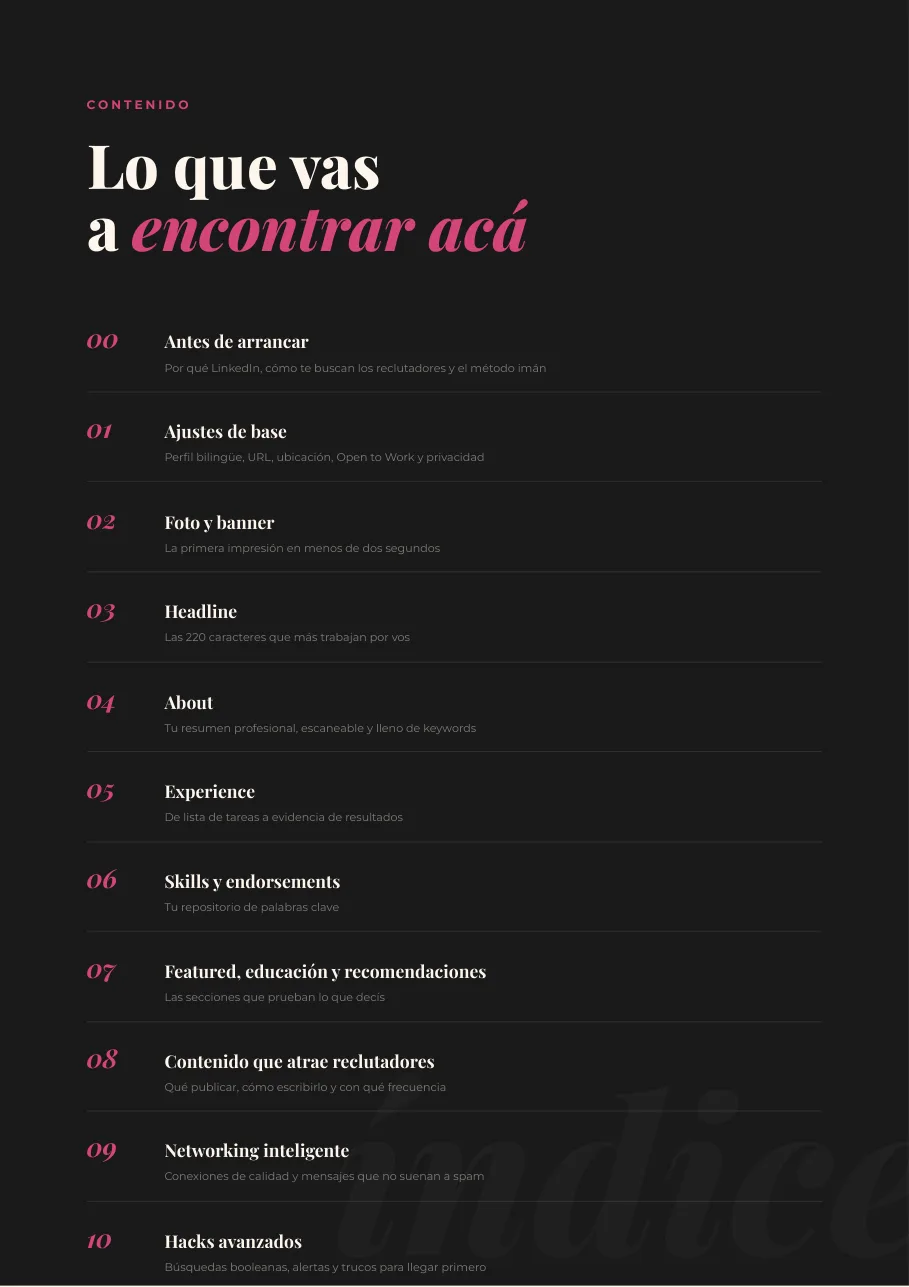 CONTENIDO
Lo que vas
a encontrar acá
00 Antes de arrancar
Por qué LinkedIn, cómo te buscan los reclutadores y el método imán
01 Ajustes de base
Perfil bilingüe, URL, ubicación, Open to Work y privacidad
02 Foto y banner
La primera impresión en menos de dos segundos
03 Headline
Las 220 caracteres que más trabajan por vos
04 About
Tu resumen profesional, escaneable y lleno de keywords
05 Experience
De lista de tareas a evidencia de resultados
06 Skills y endorsements
Tu repositorio de palabras clave
07 Featured, educación y recomendaciones
Las secciones que prueban lo que decís
08 Contenido que atrae reclutadores
Qué publicar, cómo escribirlo y con qué frecuencia
09 Networking inteligente
Conexiones de calidad y mensajes que no suenan a spam
10 Hacks avanzados
Búsquedas booleanas, alertas y trucos para llegar primero
índice